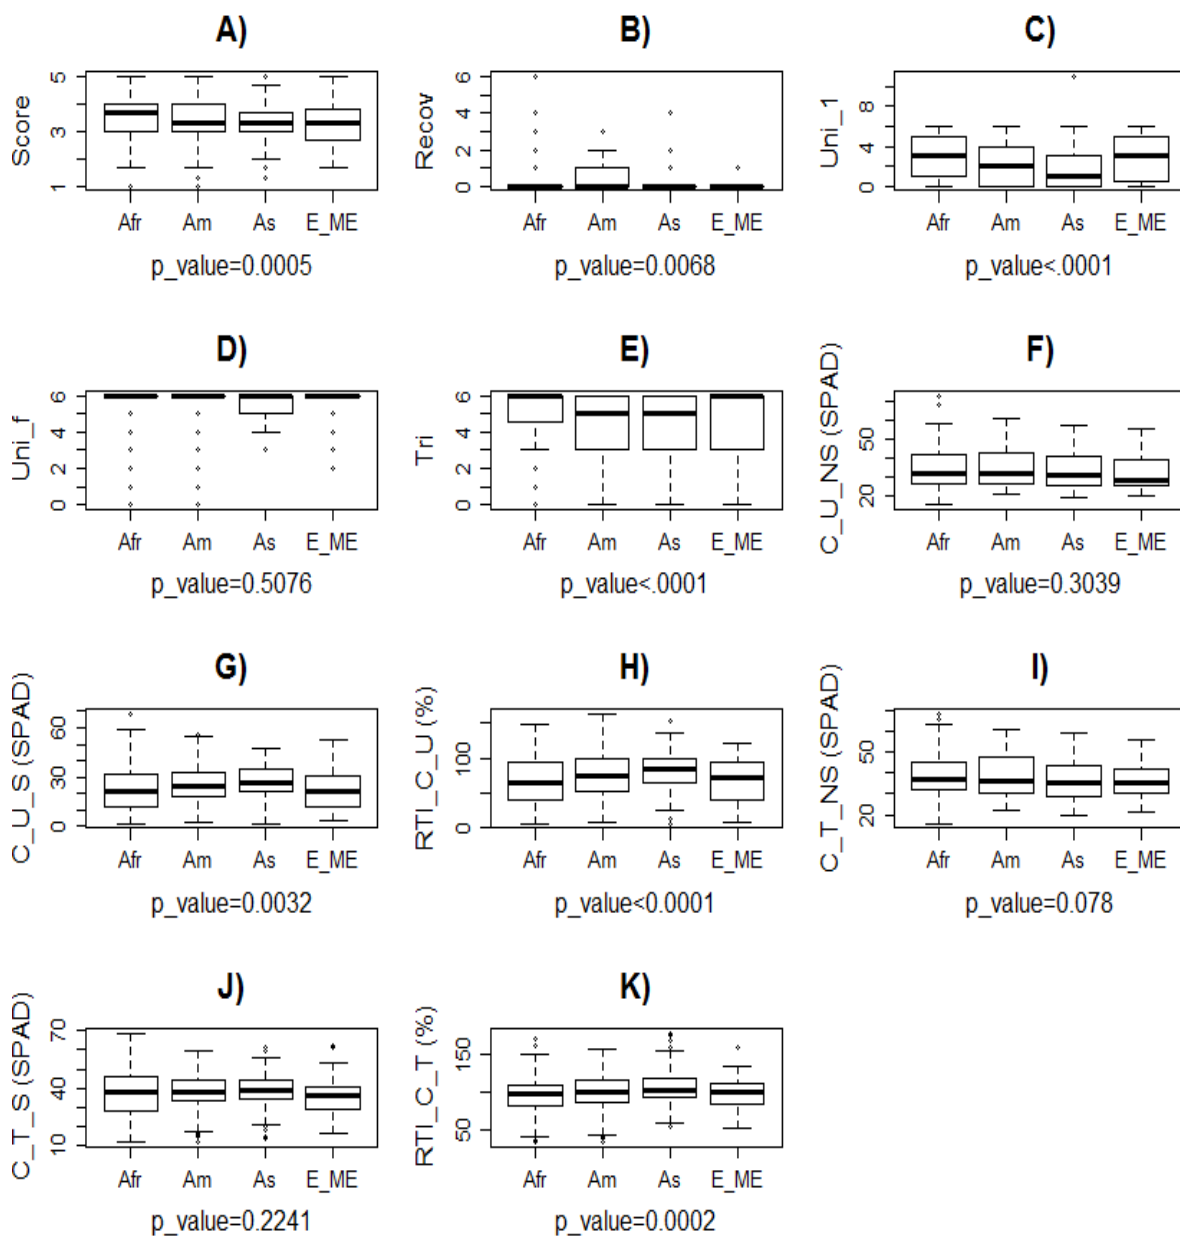 A)
B)
C)
Score
5
3
1
Afr Am As E_ME
p_value=0.0005
Recov
6
4
2
0
Afr Am As E_ME
p_value=0.0068
Uni_1
8
4
0
Afr Am As E_ME
p_value<.0001
D)
E)
F)
Uni_f
6
4
2
0
Afr Am As E_ME
p_value=0.5076
Tri
6
4
2
0
Afr Am As E_ME
p_value<.0001
C_U_NS (SPAD)
50
20
Afr Am As E_ME
p_value=0.3039
G)
H)
I)
C_U_S (SPAD)
60
30
0
Afr Am As E_ME
p_value=0.0032
RTI_C_U (%)
100
0
Afr Am As E_ME
p_value<0.0001
C_T_NS (SPAD)
50
20
Afr Am As E_ME
p_value=0.078
J)
K)
C_T_S (SPAD)
70
40
10
Afr Am As E_ME
p_value=0.2241
RTI_C_T (%)
150
50
Afr Am As E_ME
p_value=0.0002